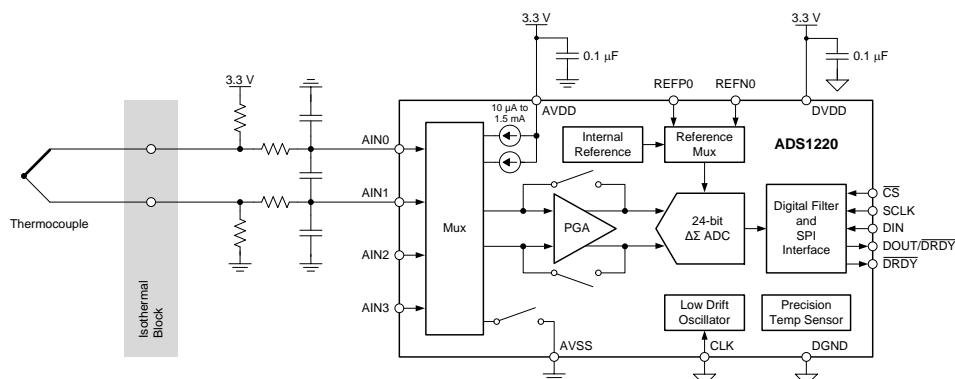 3.3 V
3.3 V
0.1 μF
0.1 μF
3.3 V
REFP0
REFN0
AVDD
DVDD
10 μA to
1.5 mA
ADS1220
Internal
Reference
Reference
Mux
AIN0
AIN1
AIN2
AIN3
Thermocouple
Isothermal
Block
Mux
PGA
24-bit
ΔΣ ADC
Digital Filter
and
SPI
Interface
CS
SCLK
DIN
DOUT/DRDY
DRDY
Low Drift
Oscillator
Precision
Temp Sensor
AVSS
CLK
DGND